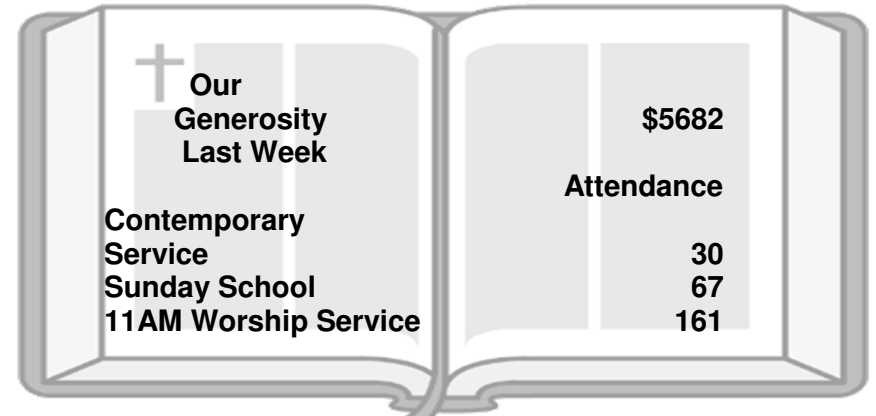 Our
Generosity $5682
Last Week
Attendance
Contemporary
Service 30
Sunday School 67
11AM Worship Service 161